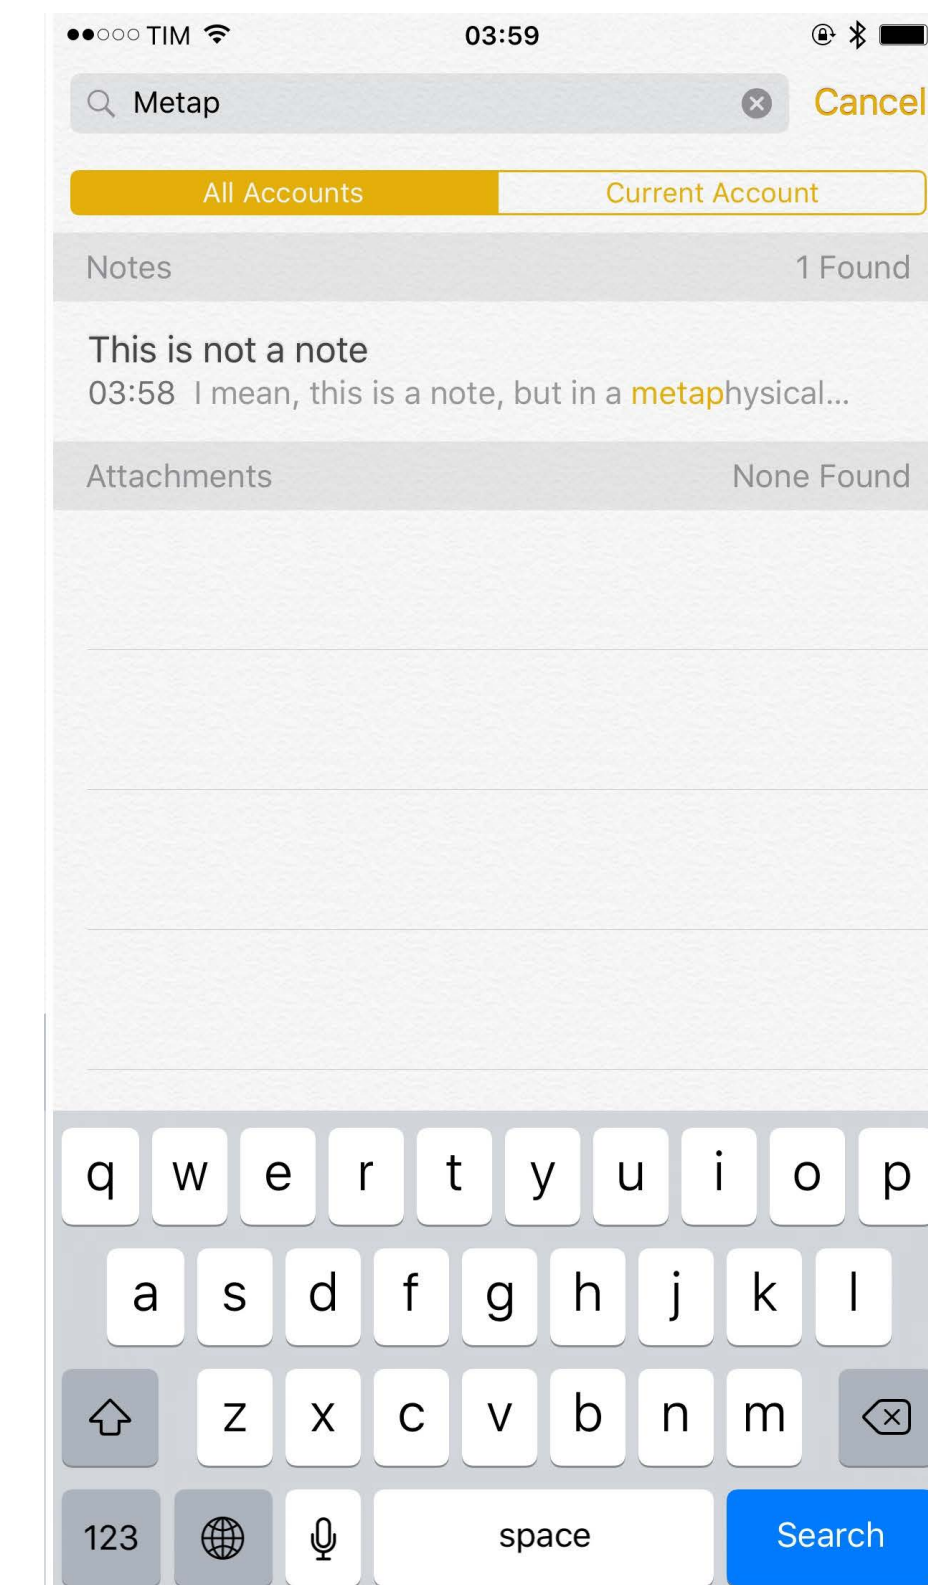 TIM 03:59
Metap Cancel
All Accounts Current Account
Notes 1 Found
This is not a note
03:58 I mean, this is a note, but in a metaphysical...
Attachments None Found
q w e r t y u i o p
a s d f g h j k l
z x c v b n m
123 space Search